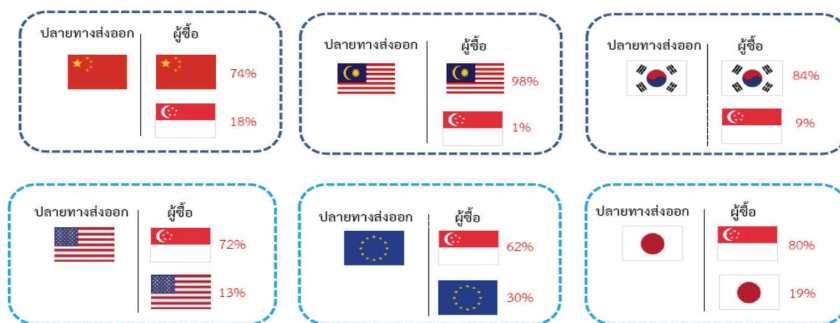 ปลายทางส่งออก ผู้ซื้อ
74%
18%
ปลายทางส่งออก ผู้ซื้อ
98%
1%
ปลายทางส่งออก ผู้ซื้อ
84%
9%
ปลายทางส่งออก ผู้ซื้อ
72%
13%
ปลายทางส่งออก ผู้ซื้อ
62%
30%
ปลายทางส่งออก ผู้ซื้อ
80%
19%